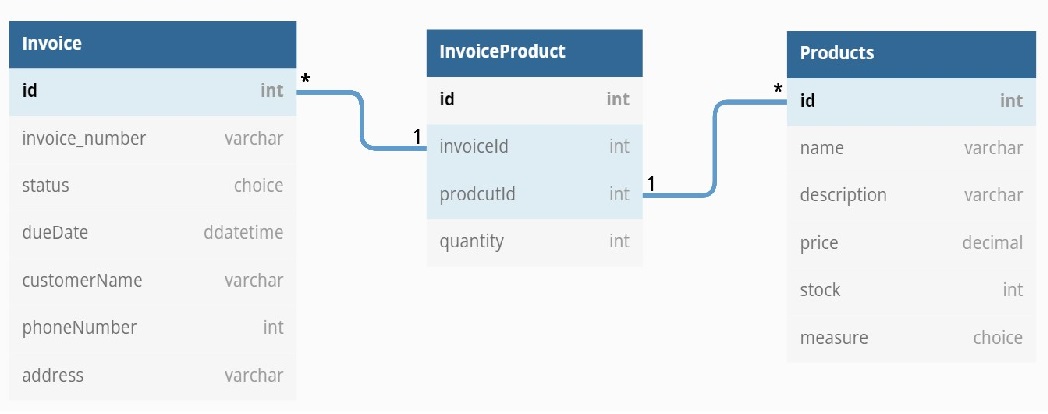 Invoice
id int
invoice_number varchar
status choice
dueDate ddatetime
customerName varchar
phoneNumber int
address varchar
*
1
InvoiceProduct
id int
invoiceId int
prodcutId int
quantity int
1
*
Products
id int
name varchar
description varchar
price decimal
stock int
measure choice